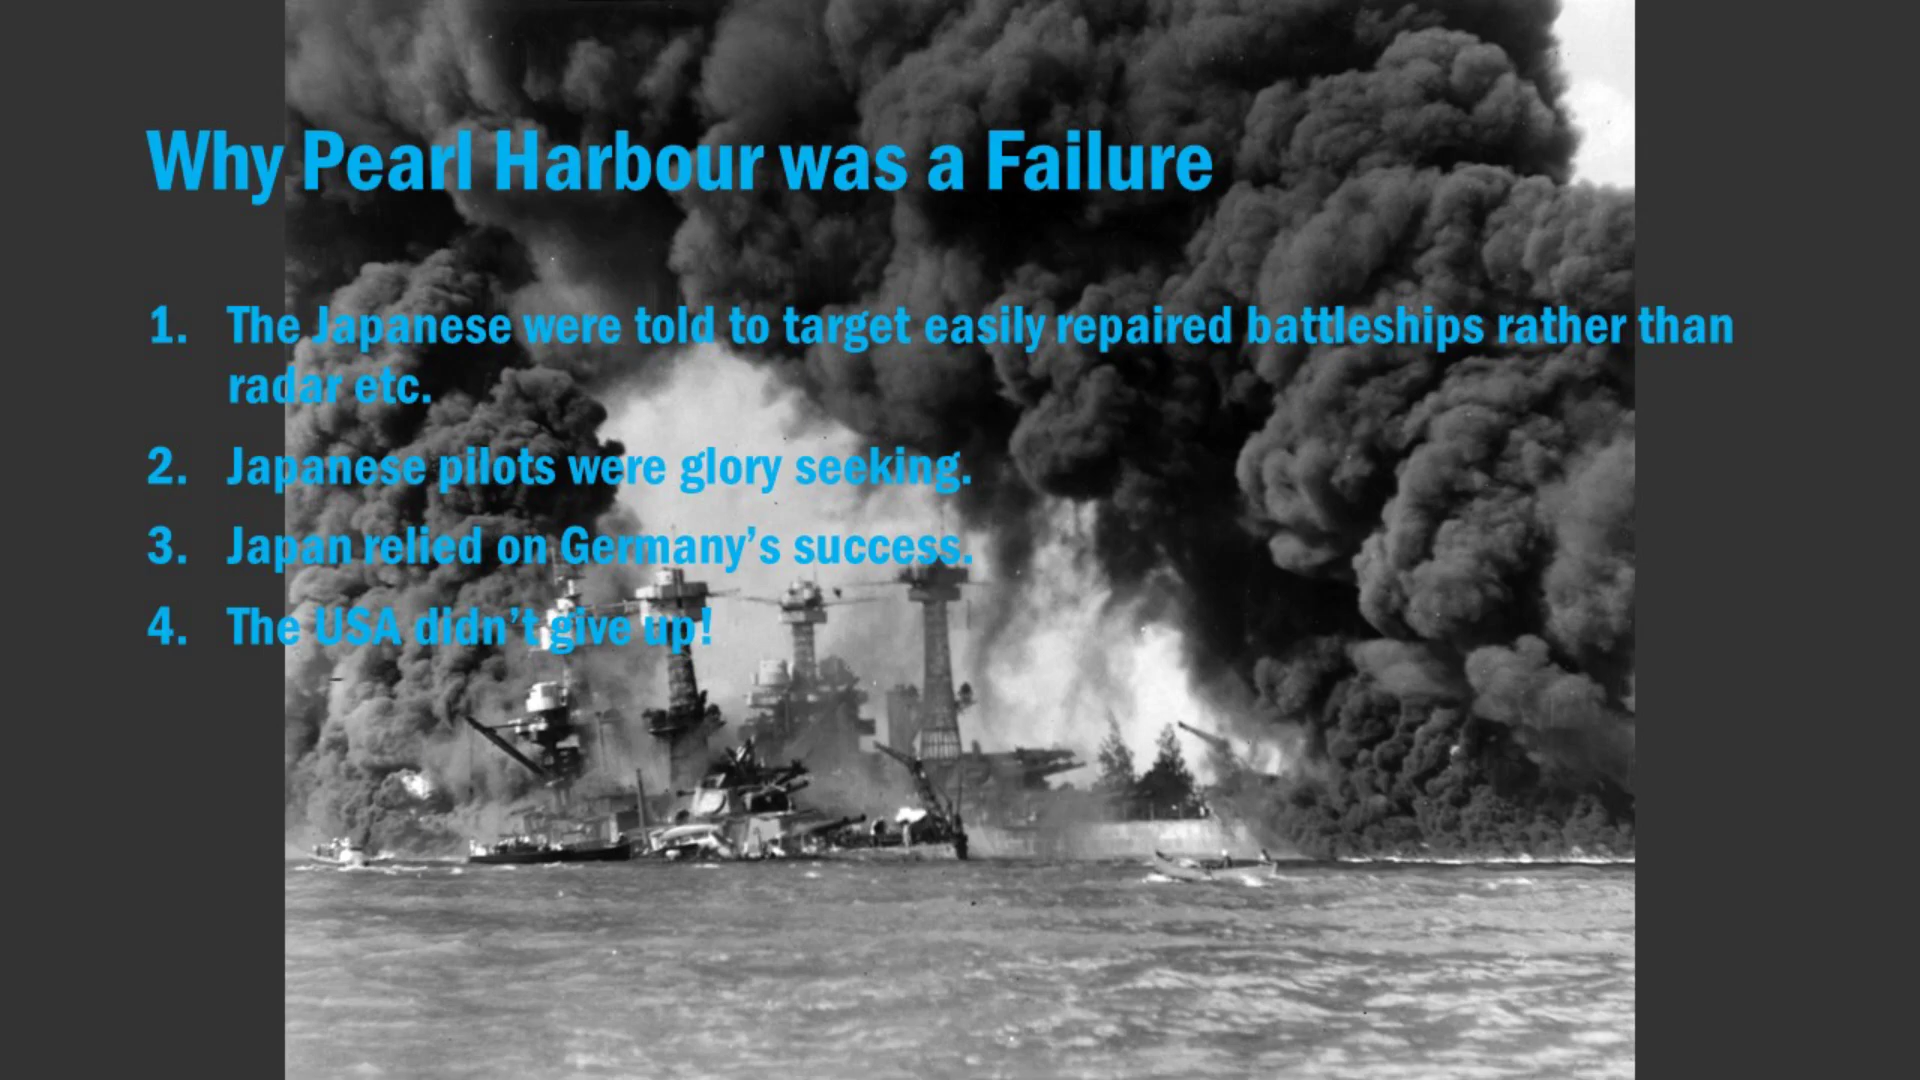 Why Pearl Harbour was a Failure
1. The Japanese were told to target easily repaired battleships rather than
radar etc.
2. Japanese pilots were glory seeking.
3. Japan relied on Germany's success.
4. The USA didn't give up!